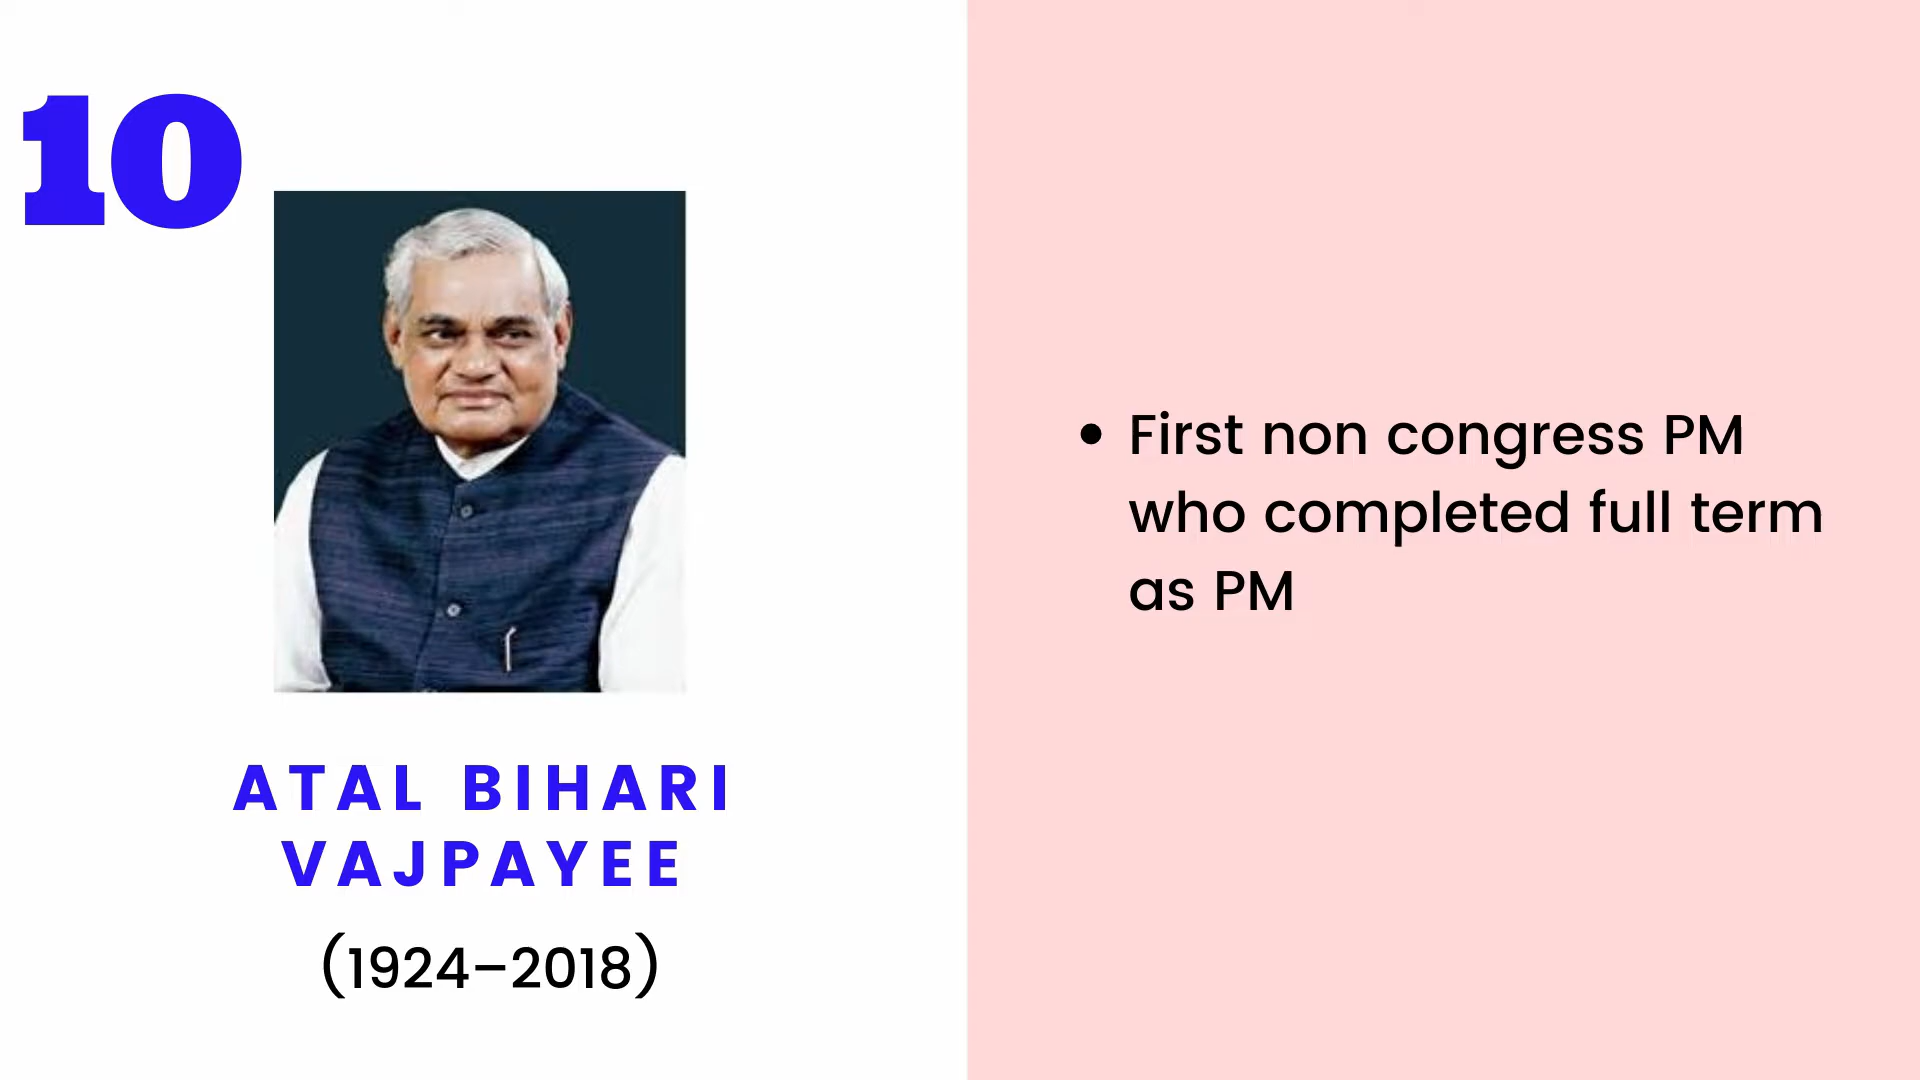 10
ATAL BIHARI
VAJPAYEE
(1924–2018)
• First non congress PM
who completed full term
as PM